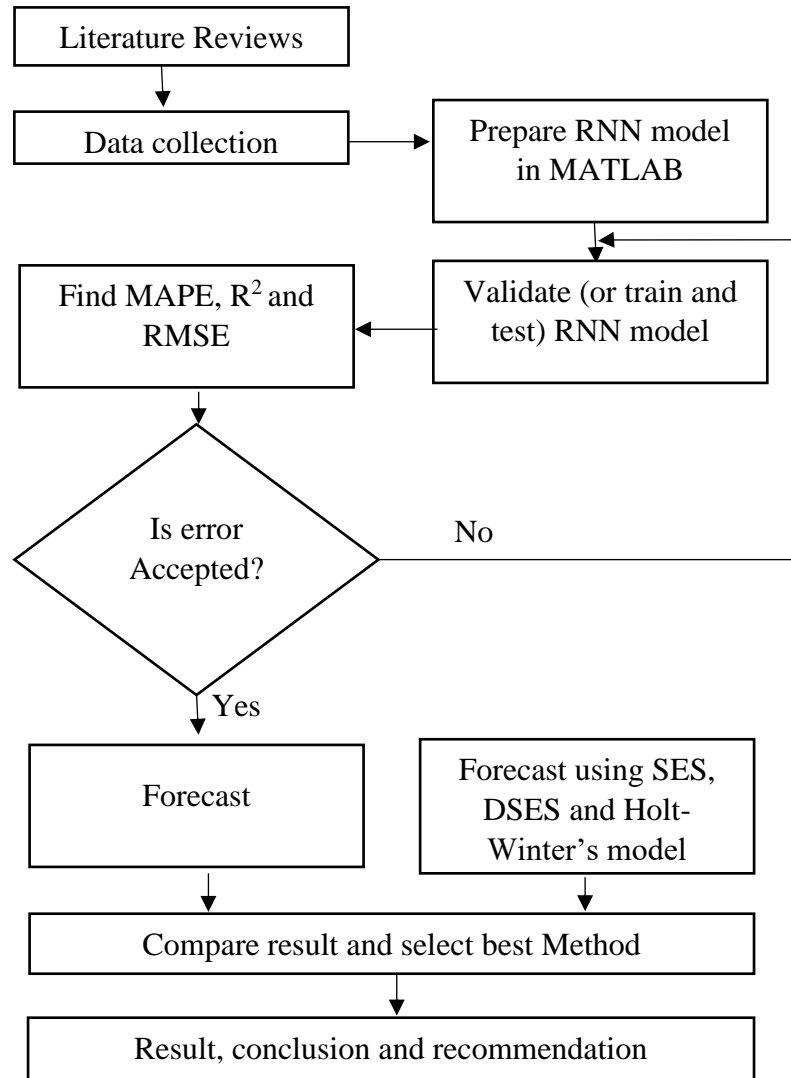 Literature Reviews
Data collection
Prepare RNN model
in MATLAB
Validate (or train and
test) RNN model
Find MAPE, R² and
RMSE
Is error
Accepted?
No
Yes
Forecast
Forecast using SES,
DSES and Holt-
Winter’s model
Compare result and select best Method
Result, conclusion and recommendation